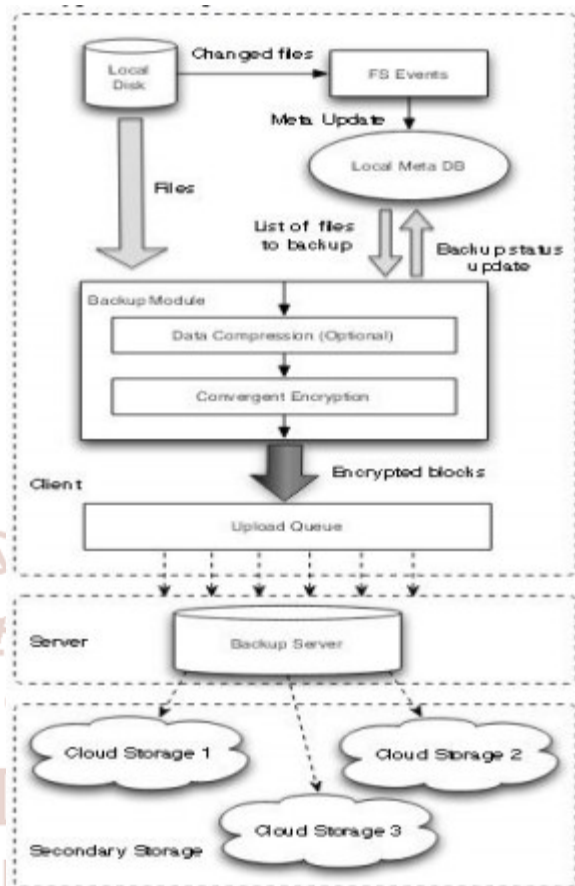 Local
Disk
Changed files
FS Events
Meta Update
Local Meta DB
Files
List of files
to backup
Backup status
update
Backup Module
Data Compression (Optional)
Convergent Encryption
Encrypted blocks
Client
Upload Queue
Server
Backup Server
Cloud Storage 1
Cloud Storage 2
Cloud Storage 3
Secondary Storage